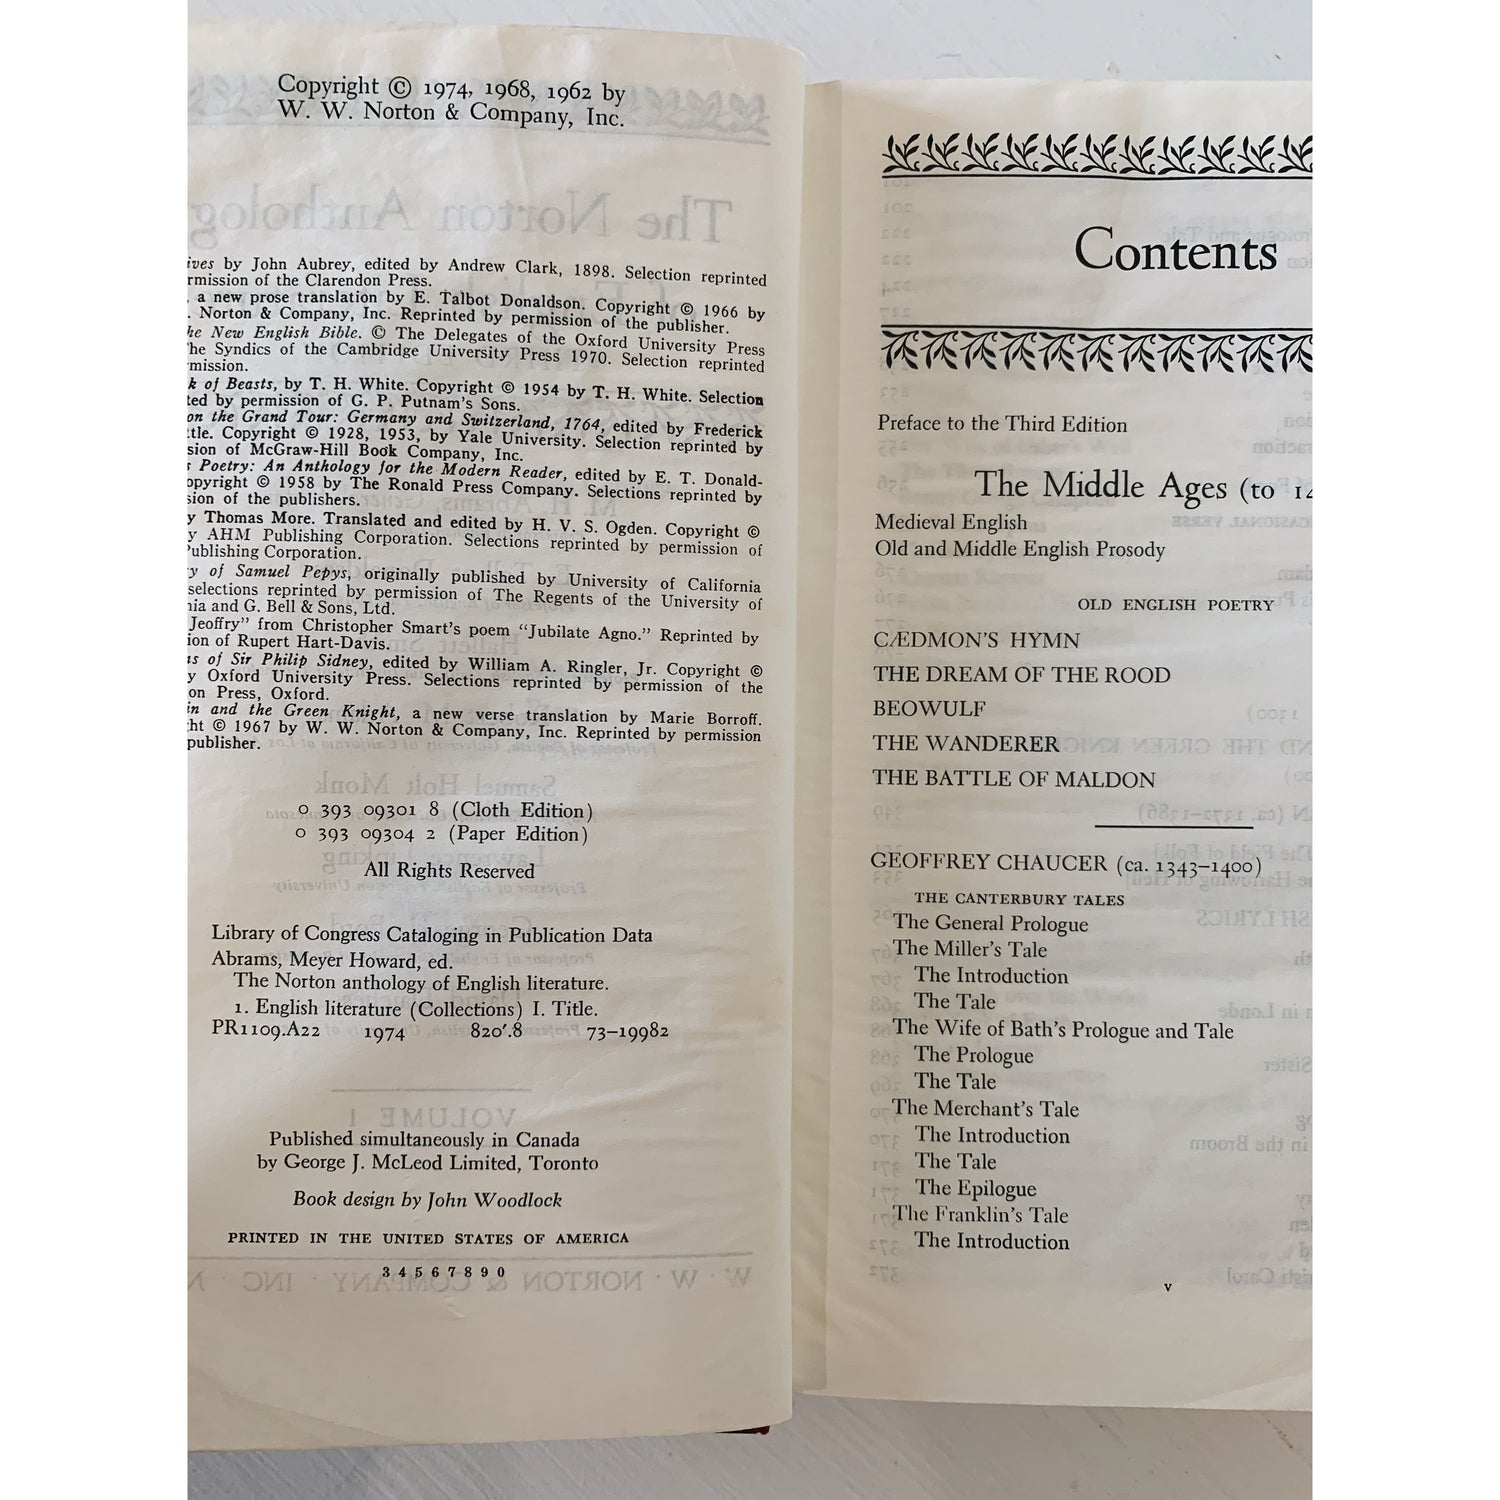 Copyright © 1974, 1968, 1962 by
W. W. Norton & Company, Inc.
ives by John Aubrey, edited by Andrew Clark, 1898. Selection reprinted
rmission of the Clarendon Press.
, a new prose translation by E. Talbot Donaldson. Copyright © 1966 by
. Norton & Company, Inc. Reprinted by permission of the publisher.
he New English Bible. © The Delegates of the Oxford University Press
The Syndics of the Cambridge University Press 1970. Selection reprinted
rmission.
k of Beasts, by T. H. White. Copyright © 1954 by T. H. White. Selection
ted by permission of G. P. Putnam's Sons.
on the Grand Tour: Germany and Switzerland, 1764, edited by Frederick
ttle. Copyright © 1928, 1953, by Yale University. Selection reprinted by
sion of McGraw-Hill Book Company, Inc.
s Poetry: An Anthology for the Modern Reader, edited by E. T. Donald-
opyright © 1958 by The Ronald Press Company. Selections reprinted by
sion of the publishers.
y Thomas More. Translated and edited by H. V. S. Ogden. Copyright ©
y AHM Publishing Corporation. Selections reprinted by permission of
Publishing Corporation.
y of Samuel Pepys, originally published by University of California
selections reprinted by permission of The Regents of the University of
nia and G. Bell & Sons, Ltd.
Jeoffry" from Christopher Smart's poem "Jubilate Agno." Reprinted by
ion of Rupert Hart-Davis.
ns of Sir Philip Sidney, edited by William A. Ringler, Jr. Copyright ©
y Oxford University Press. Selections reprinted by permission of the
on Press, Oxford.
in and the Green Knight, a new verse translation by Marie Borroff.
ht © 1967 by W. W. Norton & Company, Inc. Reprinted by permission
publisher.
0 393 09301 8 (Cloth Edition)
0 393 09304 2 (Paper Edition)
All Rights Reserved
Library of Congress Cataloging in Publication Data
Abrams, Meyer Howard, ed.
The Norton anthology of English literature.
1. English literature (Collections) I. Title.
PR1109.A22 1974 820'.8 73–19982
Published simultaneously in Canada
by George J. McLeod Limited, Toronto
Book design by John Woodlock
PRINTED IN THE UNITED STATES OF AMERICA
3 4 5 6 7 8 9 0
Contents
Preface to the Third Edition
The Middle Ages (to 14
Medieval English
Old and Middle English Prosody
OLD ENGLISH POETRY
CÆDMON'S HYMN
THE DREAM OF THE ROOD
BEOWULF
THE WANDERER
THE BATTLE OF MALDON
GEOFFREY CHAUCER (ca. 1343–1400)
THE CANTERBURY TALES
The General Prologue
The Miller's Tale
The Introduction
The Tale
The Wife of Bath's Prologue and Tale
The Prologue
The Tale
The Merchant's Tale
The Introduction
The Tale
The Epilogue
The Franklin's Tale
The Introduction
v